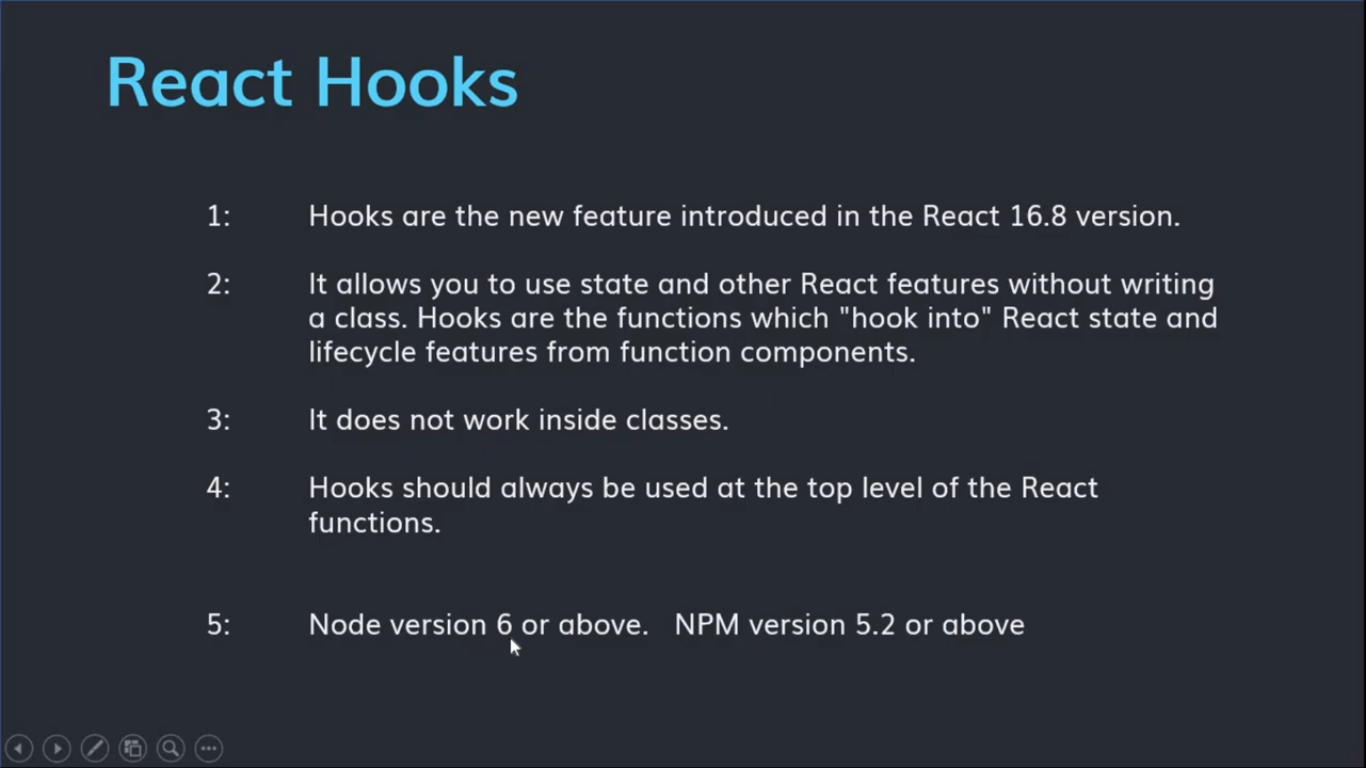 React Hooks
1: Hooks are the new feature introduced in the React 16.8 version.
2: It allows you to use state and other React features without writing
a class. Hooks are the functions which "hook into" React state and
lifecycle features from function components.
3: It does not work inside classes.
4: Hooks should always be used at the top level of the React
functions.
5: Node version 6 or above. NPM version 5.2 or above